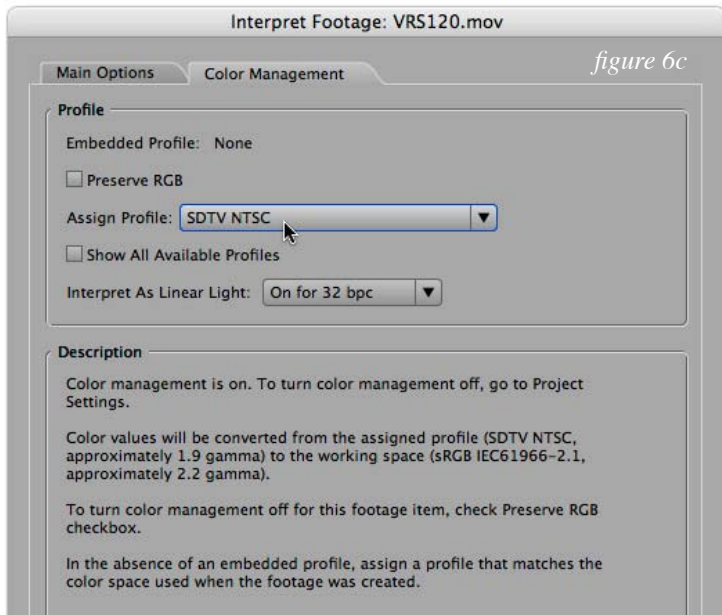 Interpret Footage: VRS120.mov
figure 6c
Main Options
Color Management
Profile
Embedded Profile: None
Preserve RGB
Assign Profile: SDTV NTSC
Show All Available Profiles
Interpret As Linear Light: On for 32 bpc
Description
Color management is on. To turn color management off, go to Project
Settings.
Color values will be converted from the assigned profile (SDTV NTSC,
approximately 1.9 gamma) to the working space (sRGB IEC61966-2.1,
approximately 2.2 gamma).
To turn color management off for this footage item, check Preserve RGB
checkbox.
In the absence of an embedded profile, assign a profile that matches the
color space used when the footage was created.